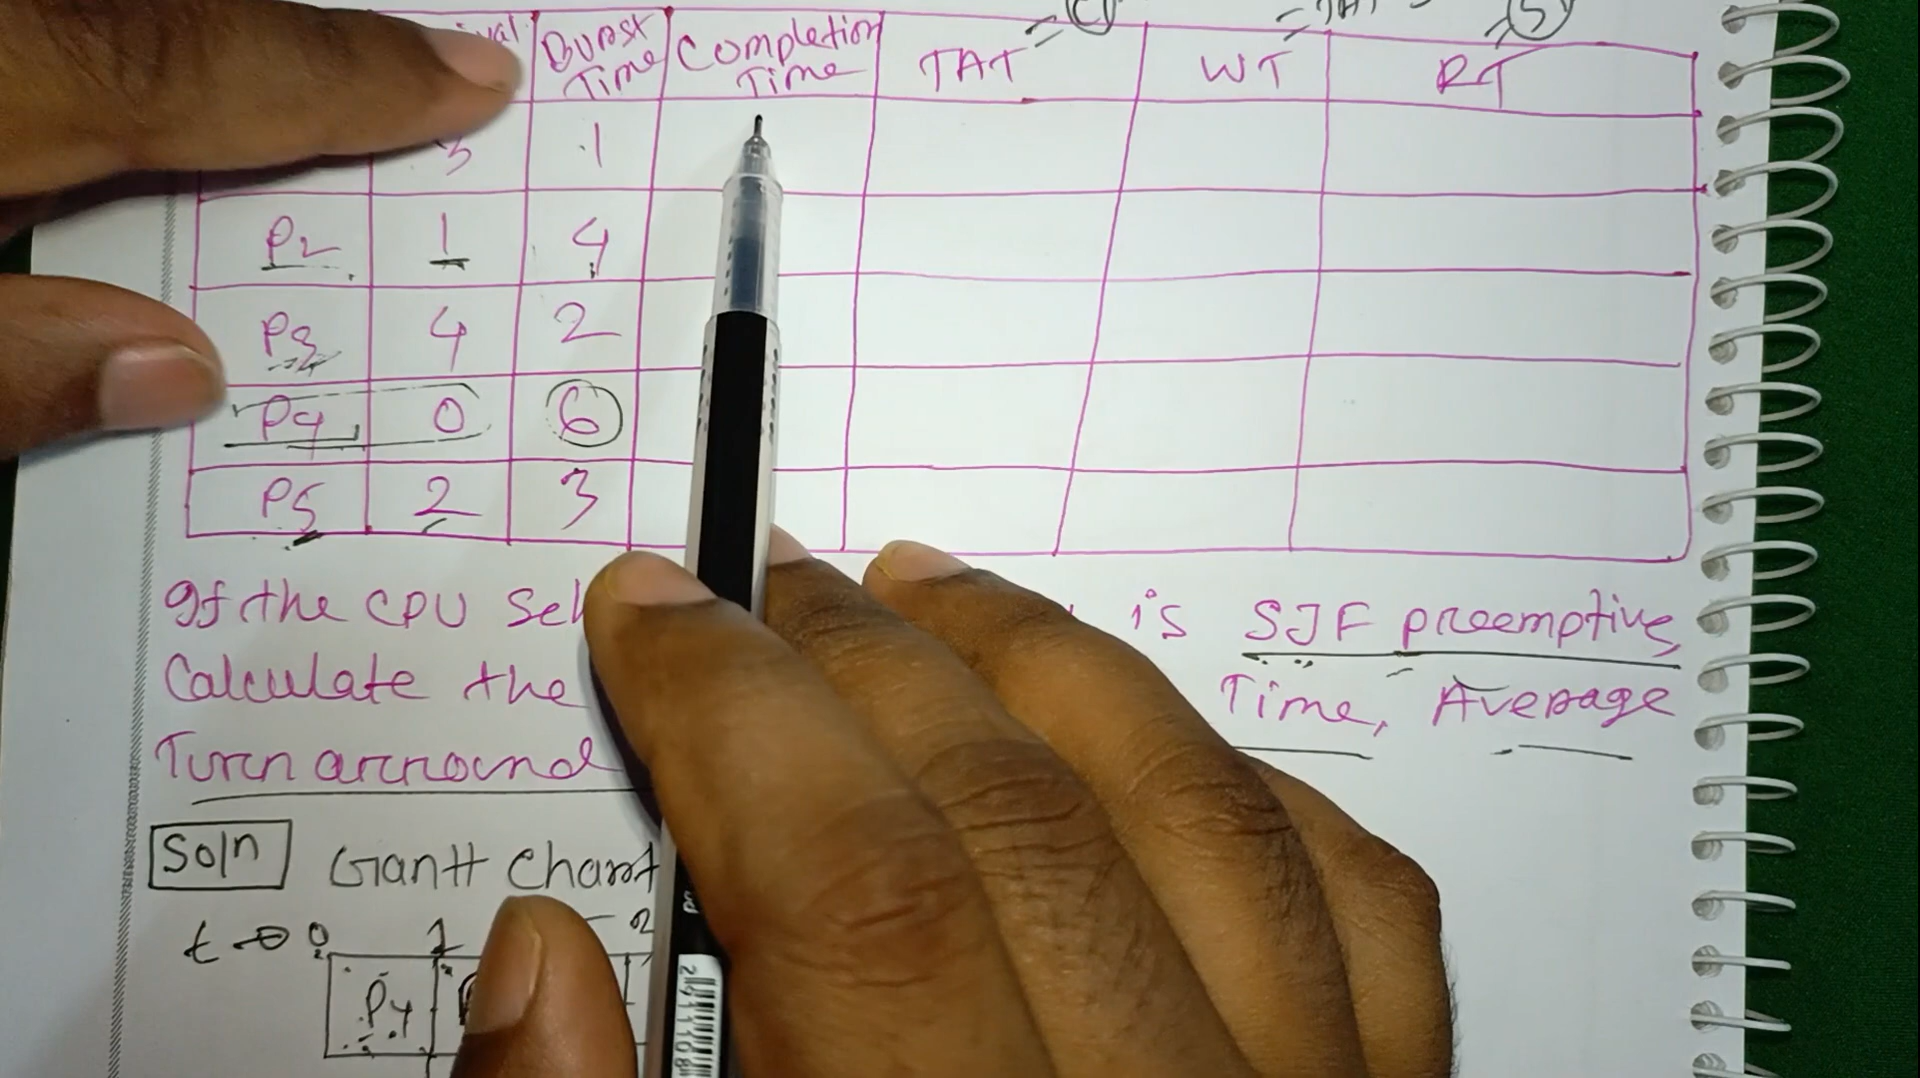 Burst Time Completion Time TAT WT RT
3 1
P2 1 4
P3 4 2
P4 0 6
P5 2 3
If the CPU is SJF preemptive,
Calculate the Time, Average
Turn arround
Soln Gantt Chart
t→ 0 1 2
P4